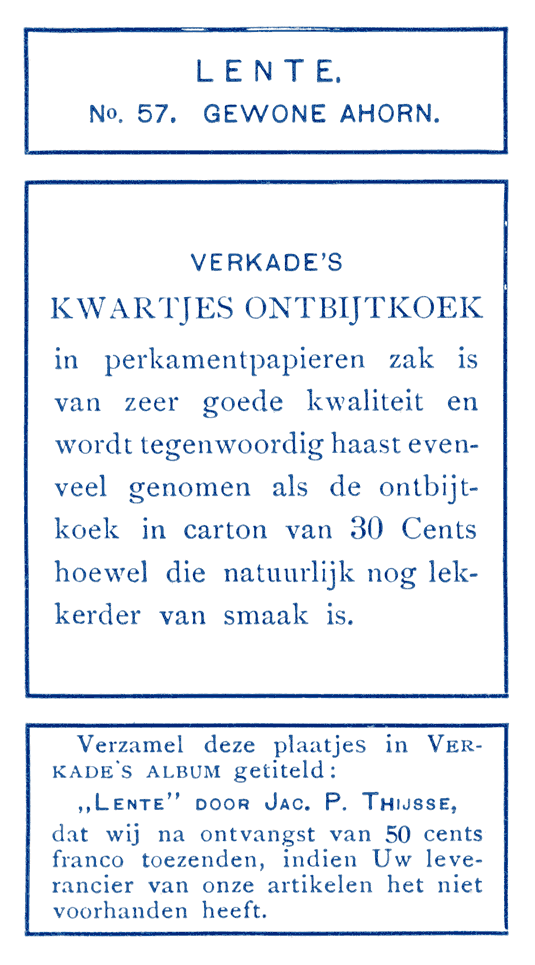 LENTE.
No. 57. GEWONE AHORN.
VERKADE'S
KWARTJES ONTBIJTKOEK
in perkamentpapieren zak is
van zeer goede kwaliteit en
wordt tegenwoordig haast even-
veel genomen als de ontbijt-
koek in carton van 30 Cents
hoewel die natuurlijk nog lek-
kerder van smaak is.
Verzamel deze plaatjes in VER-
KADE'S ALBUM getiteld:
„LENTE" DOOR JAC. P. THIJSSE,
dat wij na ontvangst van 50 cents
franco toezenden, indien Uw leve-
rancier van onze artikelen het niet
voorhanden heeft.